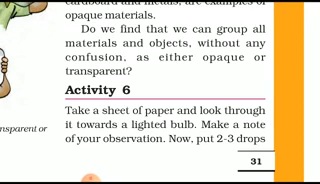 cardboard and metals, are examples of
opaque materials.
Do we find that we can group all
materials and objects, without any
confusion, as either opaque or
transparent?
Activity 6
Take a sheet of paper and look through
it towards a lighted bulb. Make a note
nsparent or
of your observation. Now, put 2-3 drops
31